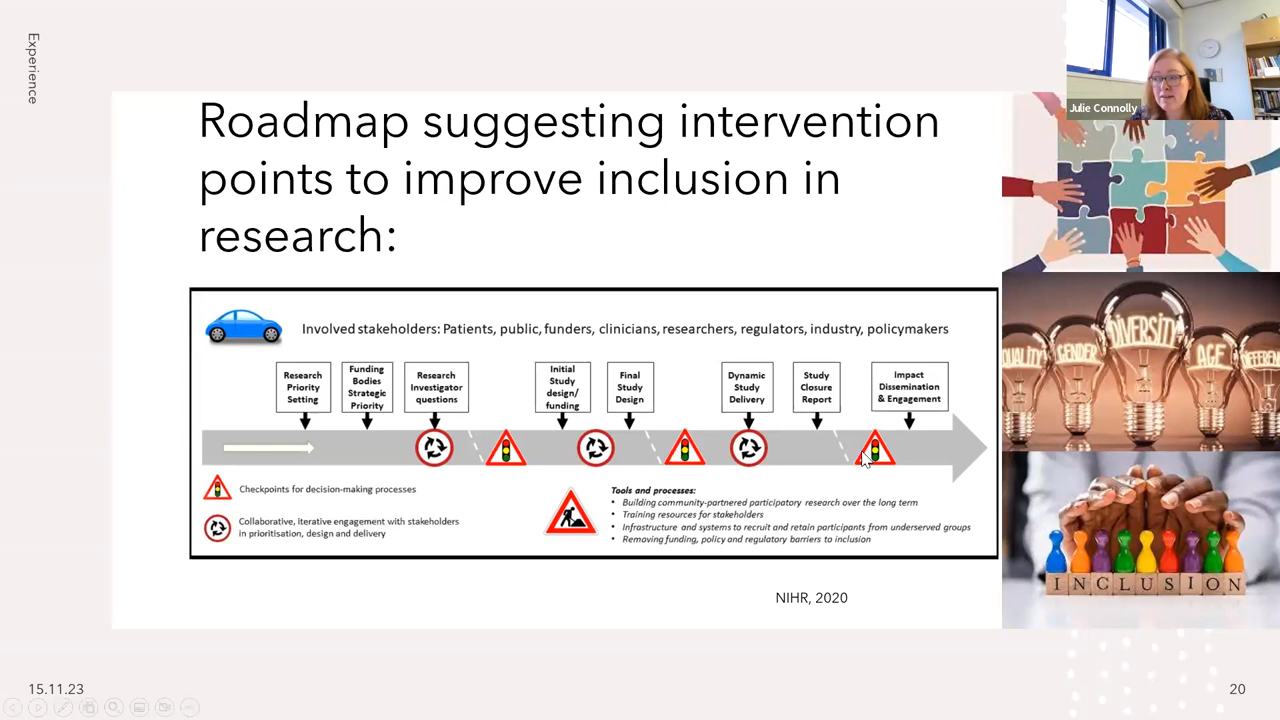 Experience
Roadmap suggesting intervention
points to improve inclusion in
research:
Julie Connolly
Involved stakeholders: Patients, public, funders, clinicians, researchers, regulators, industry, policymakers
Research
Priority
Setting
Funding
Bodies
Strategic
Priority
Research
Investigator
questions
Initial
Study
design/
funding
Final
Study
Design
Dynamic
Study
Delivery
Study
Closure
Report
Impact
Dissemination
& Engagement
Checkpoints for decision-making processes
Collaborative, iterative engagement with stakeholders
in prioritisation, design and delivery
Tools and processes:
• Building community-partnered participatory research over the long term
• Training resources for stakeholders
• Infrastructure and systems to recruit and retain participants from underserved groups
• Removing funding, policy and regulatory barriers to inclusion
NIHR, 2020
GENDER
DIVERSITY
AGE
INCLUSION
15.11.23
20